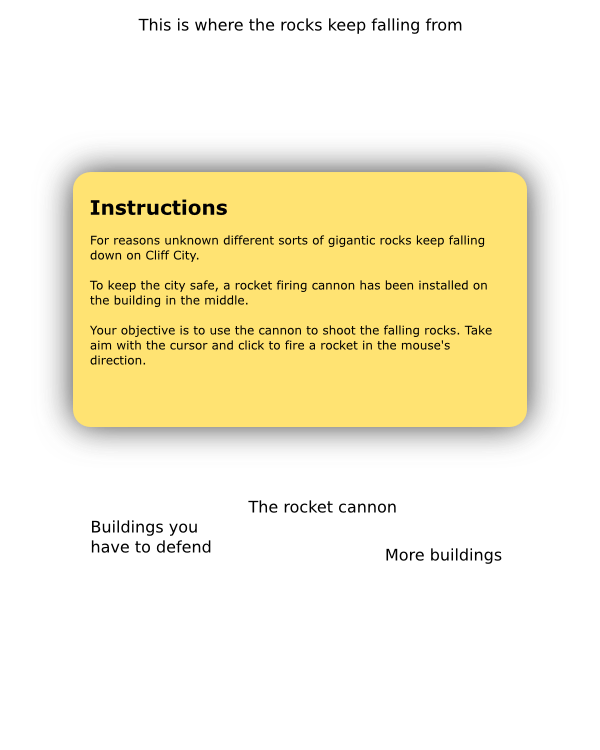 This is where the rocks keep falling from
Instructions
For reasons unknown different sorts of gigantic rocks keep falling
down on Cliff City.
To keep the city safe, a rocket firing cannon has been installed on
the building in the middle.
Your objective is to use the cannon to shoot the falling rocks. Take
aim with the cursor and click to fire a rocket in the mouse's
direction.
The rocket cannon
Buildings you
have to defend
More buildings